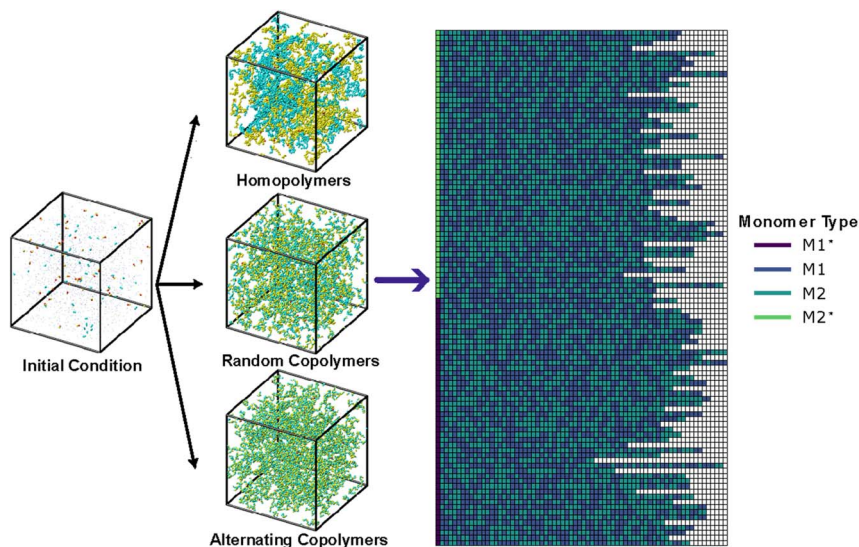 Homopolymers
Initial Condition
Random Copolymers
Alternating Copolymers
Monomer Type
M1*
M1
M2
M2*